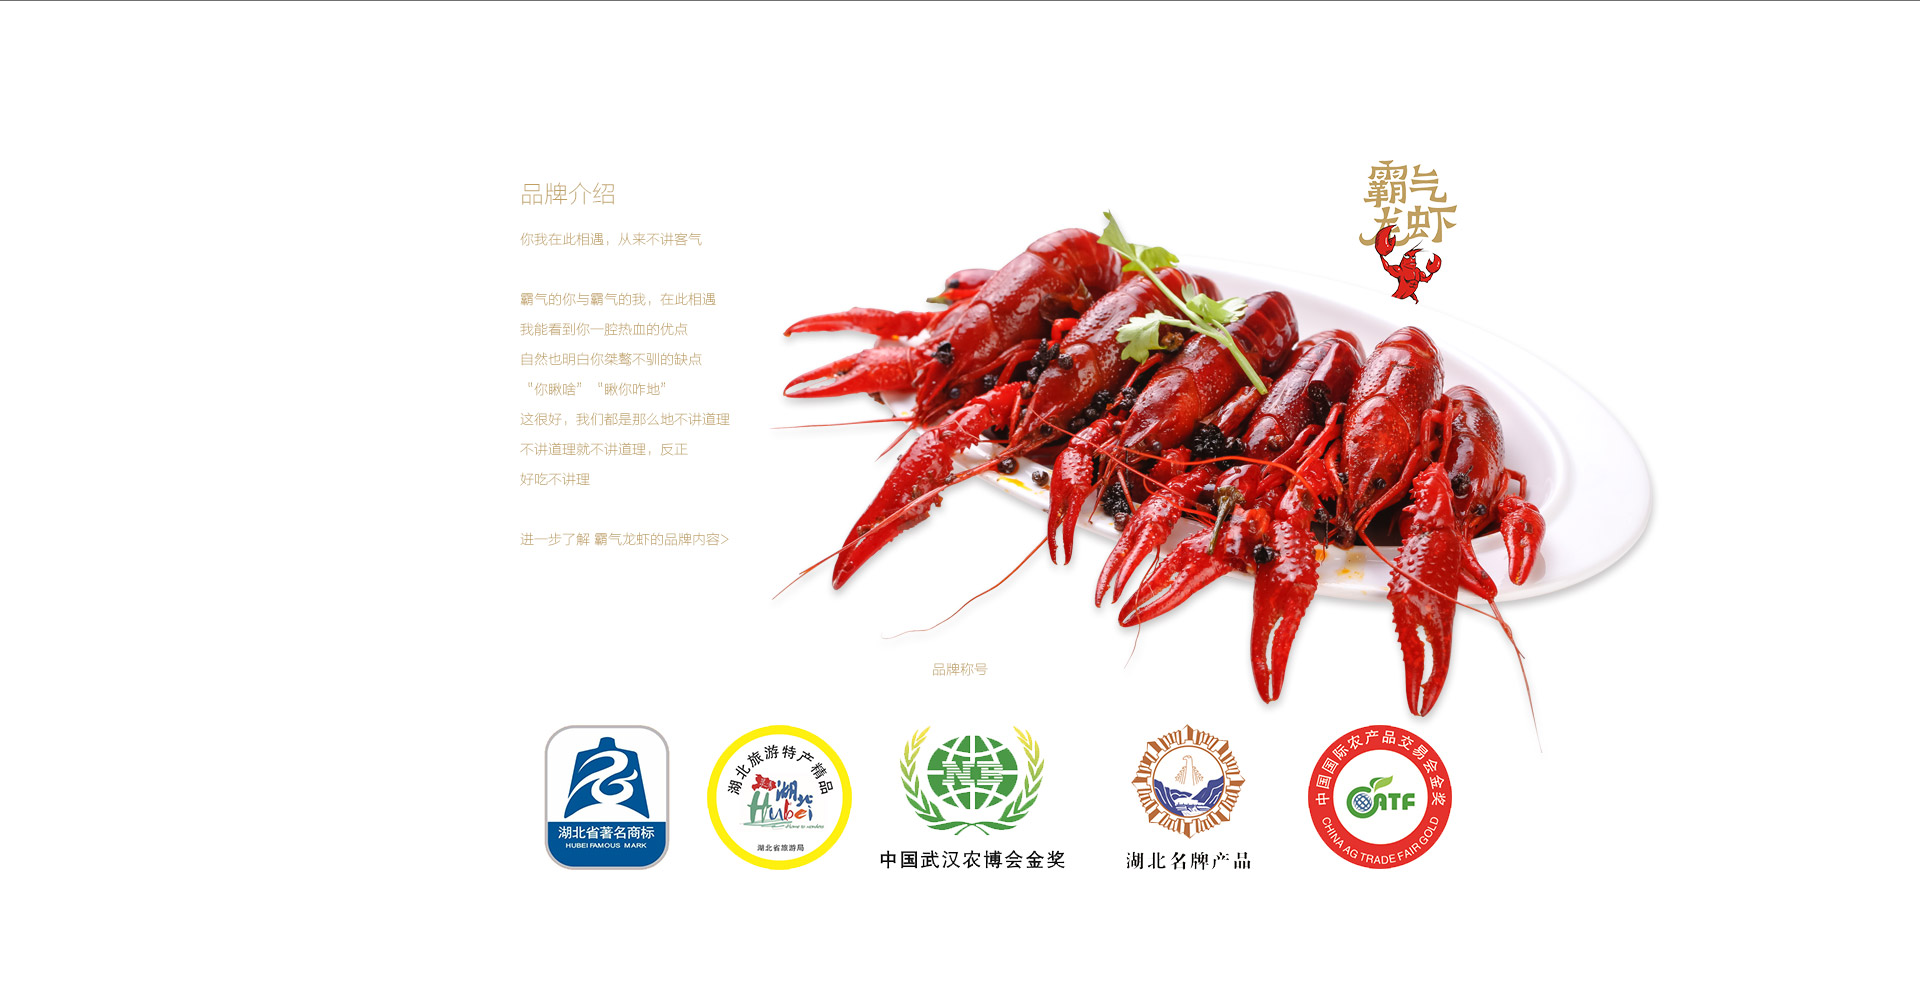 霸气
龙虾
品牌介绍
你我在此相遇，从来不讲客气
霸气的你与霸气的我，在此相遇
我能看到你一腔热血的优点
自然也明白你桀骜不驯的缺点
“你瞅啥” “瞅你咋地”
这很好，我们都是那么地不讲道理
不讲道理就不讲道理，反正
好吃不讲理
进一步了解 霸气龙虾的品牌内容>
品牌称号
湖北省著名商标
HUBEI FAMOUS MARK
湖北旅游特产精品
湖北
Hubei
湖北省旅游局
中国武汉农博会金奖
湖北名牌产品
中国国际农产品交易会金奖
CATF
CHINA AG TRADE FAIR GOLD